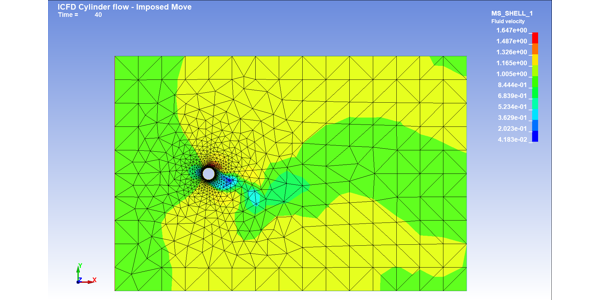 ICFD Cylinder flow - Imposed Move
Time = 40
MS_SHELL_1
Fluid velocity
1.647e+00
1.487e+00
1.326e+00
1.165e+00
1.005e+00
8.444e-01
6.839e-01
5.234e-01
3.628e-01
2.023e-01
4.183e-02
Y
X